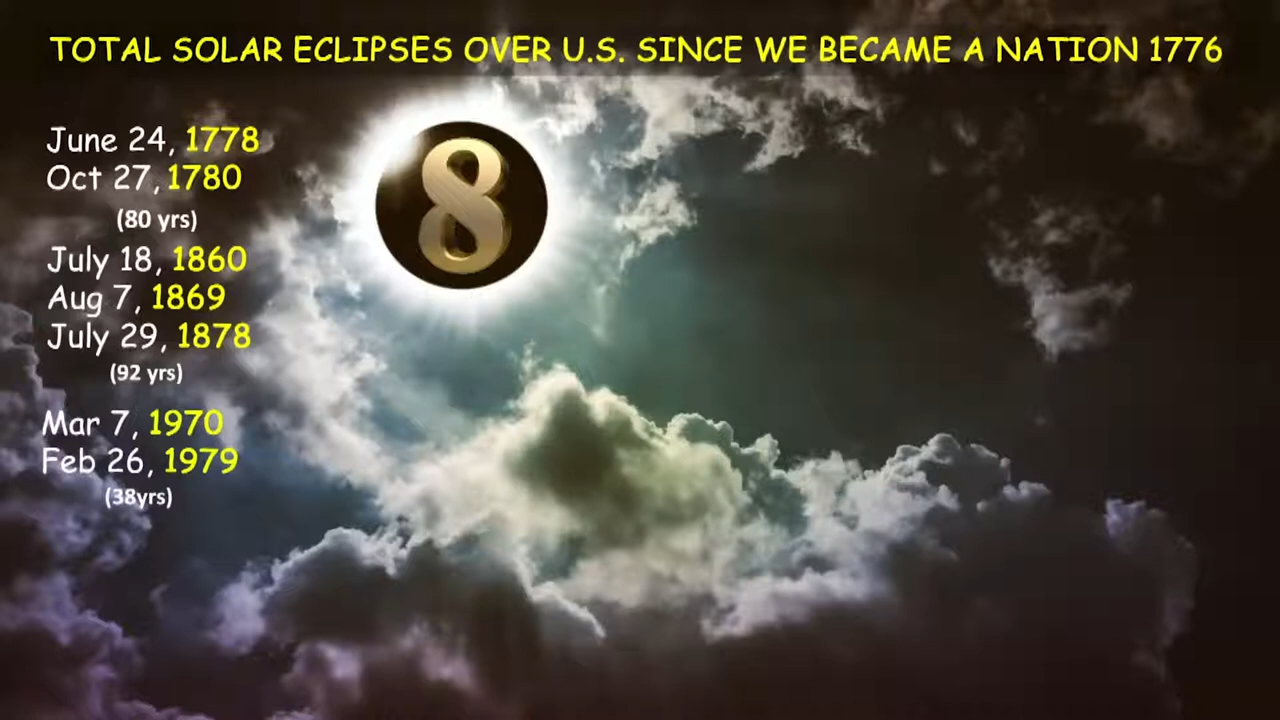 TOTAL SOLAR ECLIPSES OVER U.S. SINCE WE BECAME A NATION 1776
8
June 24, 1778
Oct 27, 1780
(80 yrs)
July 18, 1860
Aug 7, 1869
July 29, 1878
(92 yrs)
Mar 7, 1970
Feb 26, 1979
(38yrs)